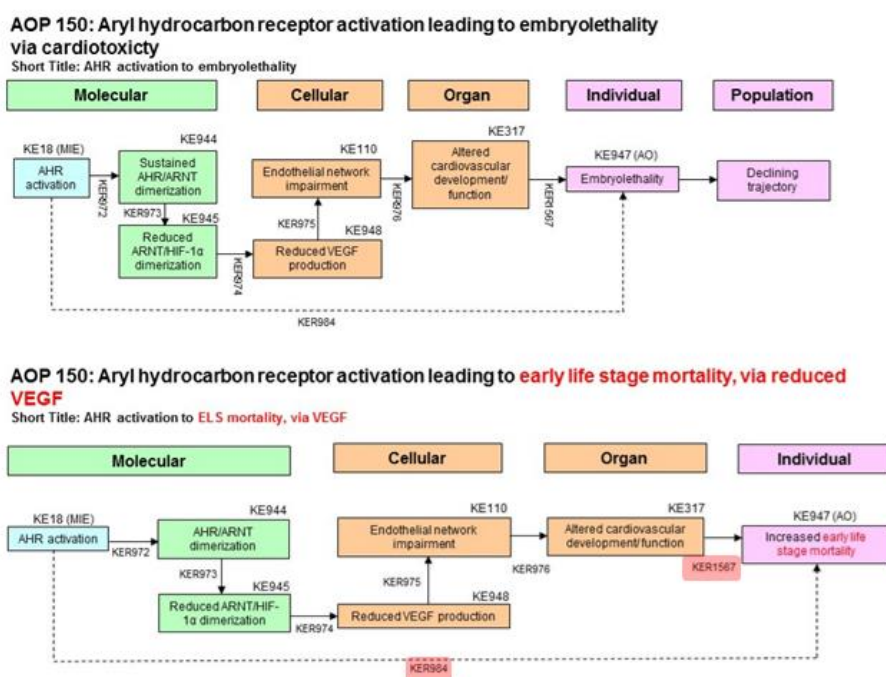 AOP 150: Aryl hydrocarbon receptor activation leading to embryolethality
via cardiotoxicty
Short Title: AHR activation to embryolethality
Molecular
Cellular
Organ
Individual
Population
KE18 (MIE)
AHR
activation
KER972
KE944
Sustained
AHR/ARNT
dimerization
KER973
KE945
Reduced
ARNT/HIF-1α
dimerization
KER974
KE110
Endothelial network
impairment
KER975
KE948
Reduced VEGF
production
KER976
KE317
Altered
cardiovascular
development/
function
KER1567
KE947 (AO)
Embryolethality
Declining
trajectory
KER984
AOP 150: Aryl hydrocarbon receptor activation leading to early life stage mortality, via reduced
VEGF
Short Title: AHR activation to ELS mortality, via VEGF
Molecular
Cellular
Organ
Individual
KE18 (MIE)
AHR activation
KER972
KE944
AHR/ARNT
dimerization
KER973
KE945
Reduced ARNT/HIF-
1α dimerization
KER974
KE110
Endothelial network
impairment
KER975
KE948
Reduced VEGF production
KER976
KE317
Altered cardiovascular
development/function
KER1567
KE947 (AO)
Increased early life
stage mortality
KER984